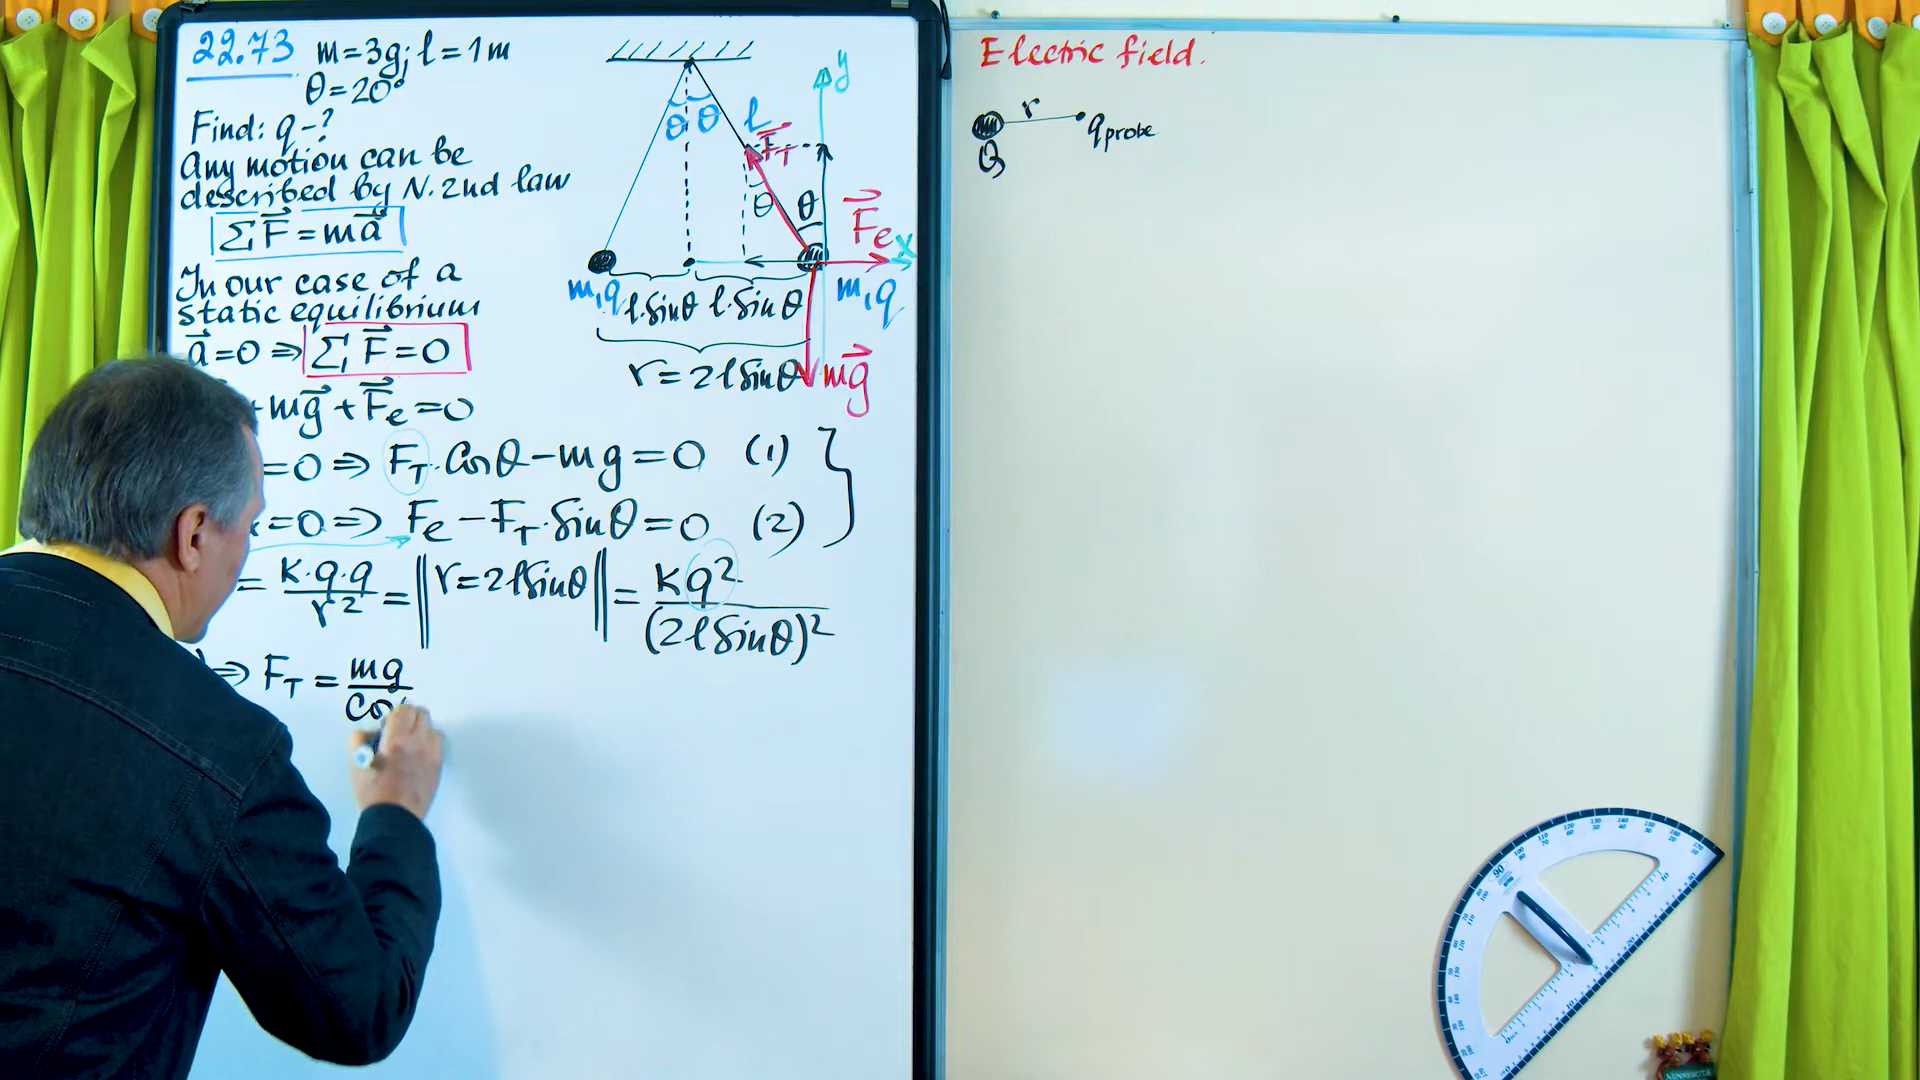 22.73 m=3g; l=1m
θ=20°
Find: q-?
Any motion can be
described by N. 2nd law
ΣF⃗=ma⃗
In our case of a
static equilibrium
a⃗=0 ⇒ ΣF⃗=0
+mg⃗+F⃗e=0
=0 ⇒ FT·Cosθ-mg=0 (1)
x=0 ⇒ Fe-FT·Sinθ=0 (2)
= k·q·q/r² = ||r=2lSinθ|| = kq²/(2lSinθ)²
⇒ FT = mg/Co
θ θ l
y
F⃗T
θ θ
F⃗e x
m,q l·Sinθ l·Sinθ m,q
r=2lSinθ mg⃗
Electric field.
r
Q qprobe
MINNESOTA